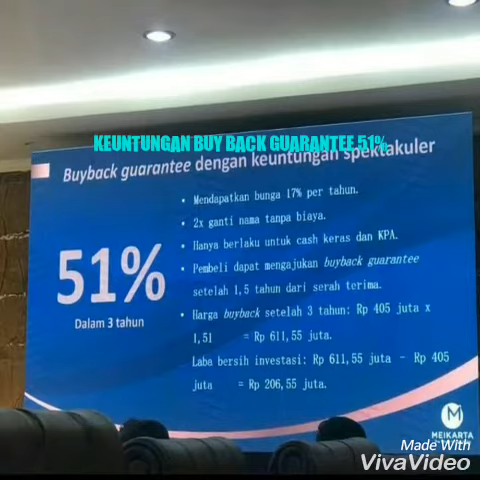 KEUNTUNGAN BUY BACK GUARANTEE 51%
Buyback guarantee dengan keuntungan spektakuler
51%
Dalam 3 tahun
• Mendapatkan bunga 17% per tahun.
• 2x ganti nama tanpa biaya.
• Hanya berlaku untuk cash keras dan KPA.
• Pembeli dapat mengajukan buyback guarantee
setelah 1,5 tahun dari serah terima.
• Harga buyback setelah 3 tahun: Rp 405 juta x
1,51 = Rp 611,55 juta.
Laba bersih investasi: Rp 611,55 juta - Rp 405
juta = Rp 206,55 juta.
M
MEIKARTA
Made With
VivaVideo